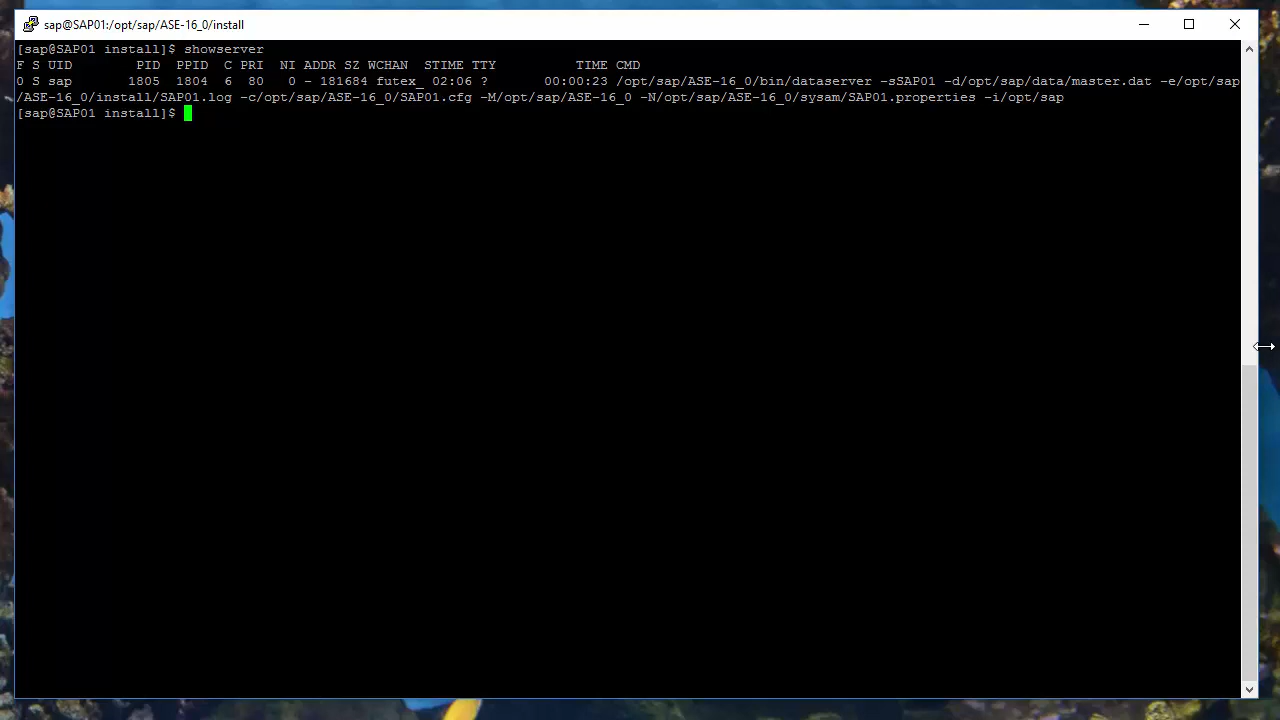 sap@SAP01:/opt/sap/ASE-16_0/install
[sap@SAP01 install]$ showserver
F S UID        PID  PPID  C PRI  NI ADDR SZ WCHAN  STIME TTY          TIME CMD
0 S sap       1805  1804  6  80   0 - 181684 futex_ 02:06 ?       00:00:23 /opt/sap/ASE-16_0/bin/dataserver -sSAP01 -d/opt/sap/data/master.dat -e/opt/sap
/ASE-16_0/install/SAP01.log -c/opt/sap/ASE-16_0/SAP01.cfg -M/opt/sap/ASE-16_0 -N/opt/sap/ASE-16_0/sysam/SAP01.properties -i/opt/sap
[sap@SAP01 install]$